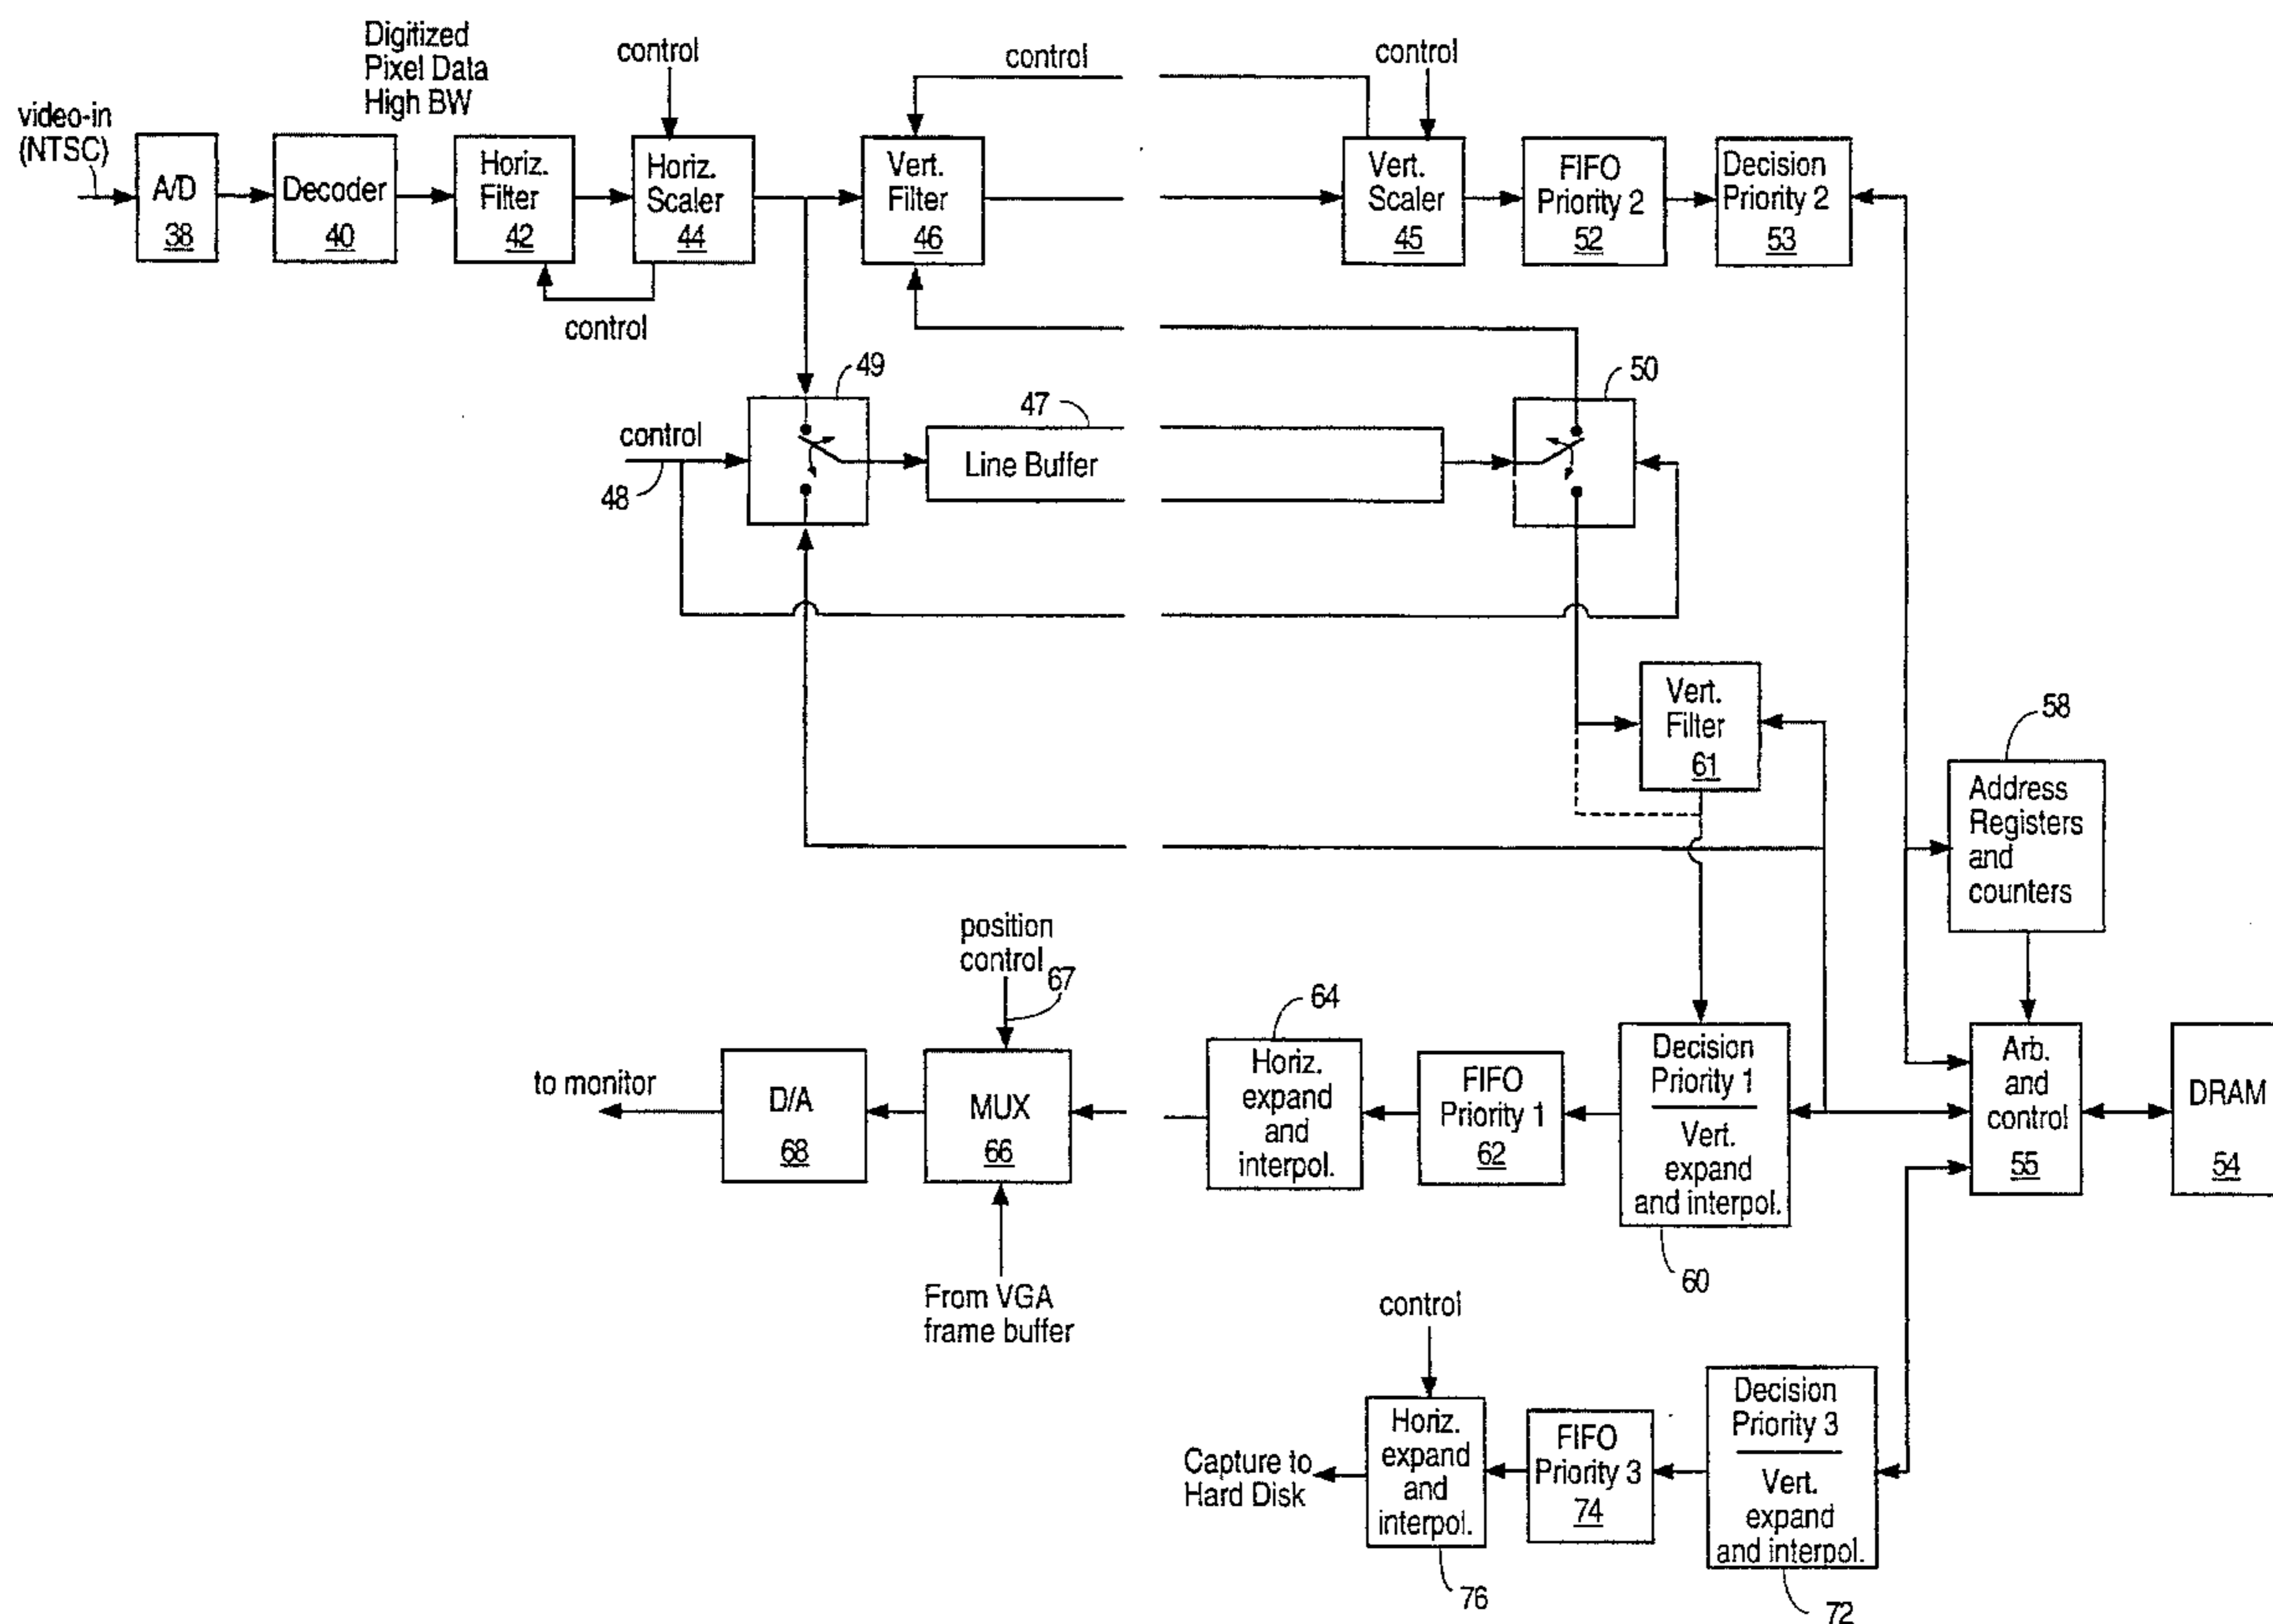 Digitized
Pixel Data
High BW
control
control
control
video-in
(NTSC)
A/D
38
Decoder
40
Horiz.
Filter
42
Horiz.
Scaler
44
Vert.
Filter
46
Vert.
Scaler
45
FIFO
Priority 2
52
Decision
Priority 2
53
control
49
47
50
control
48
Line Buffer
Vert.
Filter
61
58
Address
Registers
and
counters
position
control
67
64
to monitor
D/A
68
MUX
66
Horiz.
expand
and
interpol.
FIFO
Priority 1
62
Decision
Priority 1
Vert.
expand
and interpol.
60
Arb.
and
control
55
DRAM
54
From VGA
frame buffer
control
Capture to
Hard Disk
Horiz.
expand
and
interpol.
76
FIFO
Priority 3
74
Decision
Priority 3
Vert.
expand
and interpol.
72